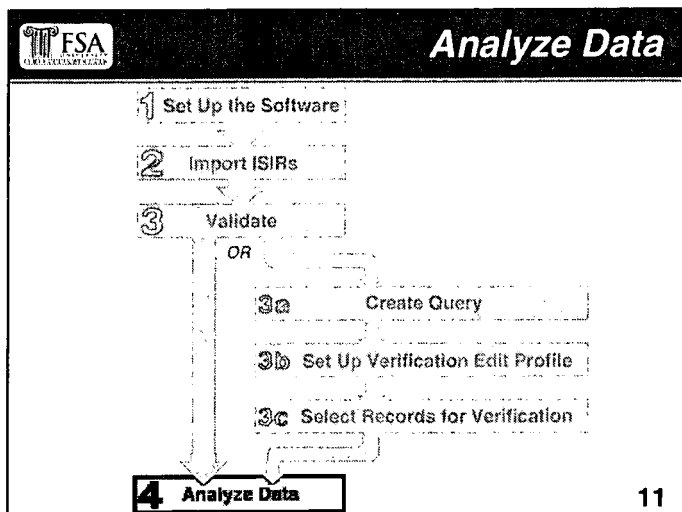 FSA
UNIVERSITY
Analyze Data
1 Set Up the Software
2 Import ISIRs
3 Validate
OR
3a Create Query
3b Set Up Verification Edit Profile
3c Select Records for Verification
4 Analyze Data
11